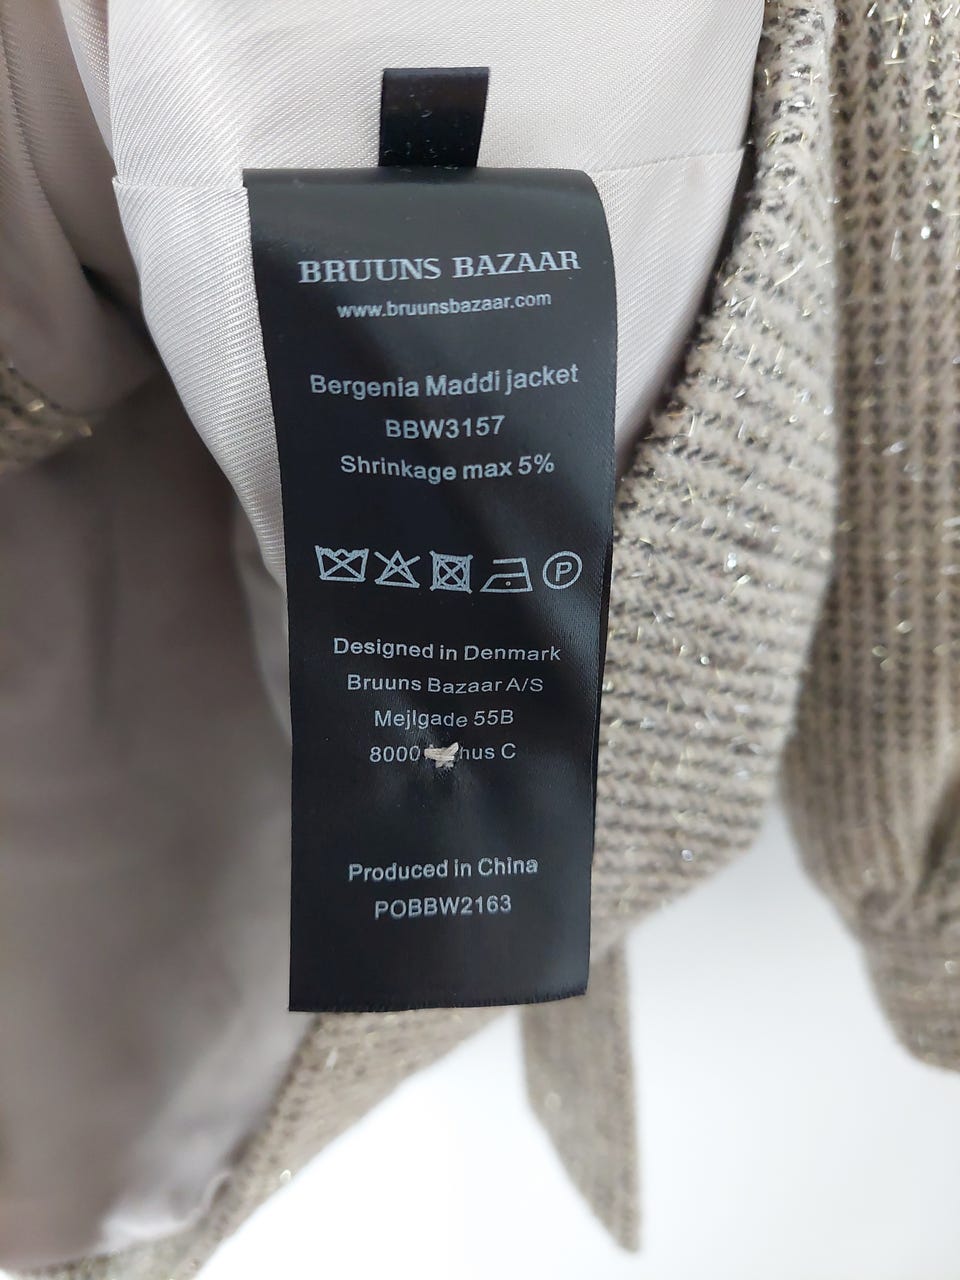 BRUUNS BAZAAR
www.bruunsbazaar.com
Bergenia Maddi jacket
BBW3157
Shrinkage max 5%
P
Designed in Denmark
Bruuns Bazaar A/S
Mejlgade 55B
8000 C
Produced in China
POBBW2163